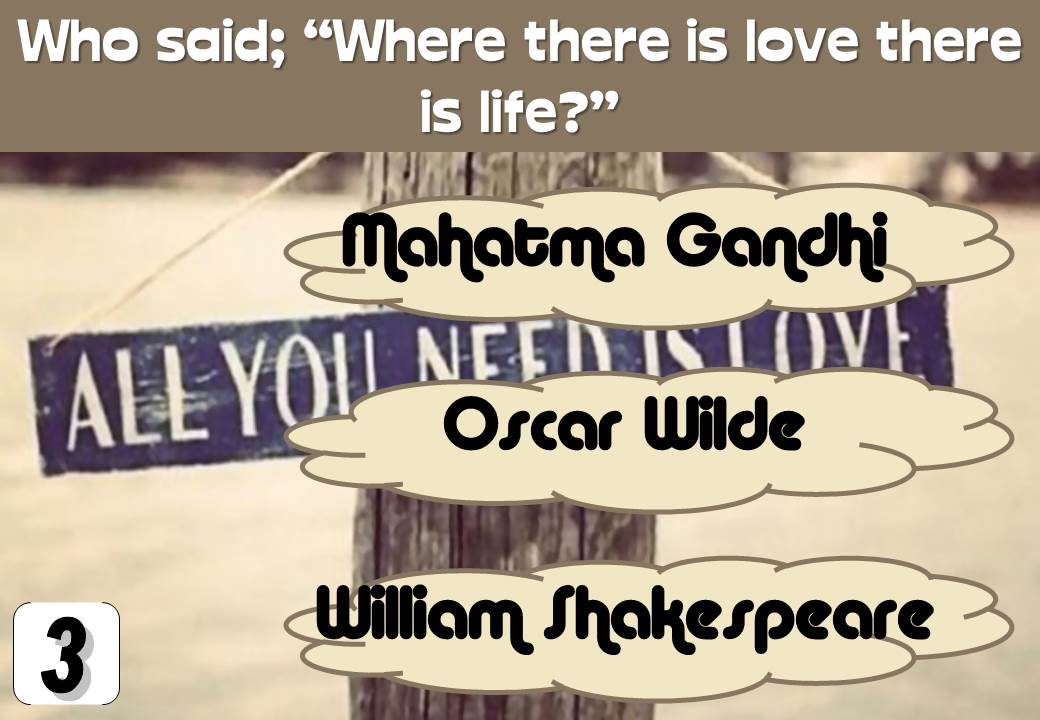 Who said; “Where there is love there
is life?”
Mahatma Gandhi
ALL YOU NEED IS LOVE
Oscar Wilde
William Shakespeare
3